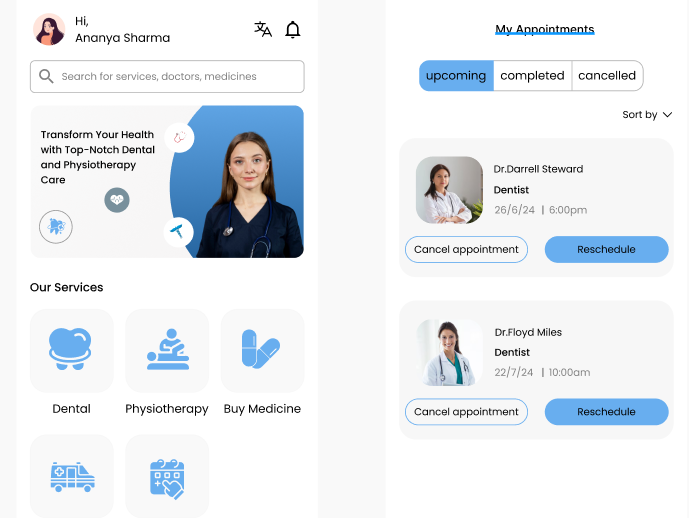 Hi,
Ananya Sharma
Search for services, doctors, medicines
Transform Your Health
with Top-Notch Dental
and Physiotherapy
Care
Our Services
Dental
Physiotherapy
Buy Medicine
My Appointments
upcoming
completed
cancelled
Sort by
Dr.Darrell Steward
Dentist
26/6/24 | 6:00pm
Cancel appointment
Reschedule
Dr.Floyd Miles
Dentist
22/7/24 | 10:00am
Cancel appointment
Reschedule